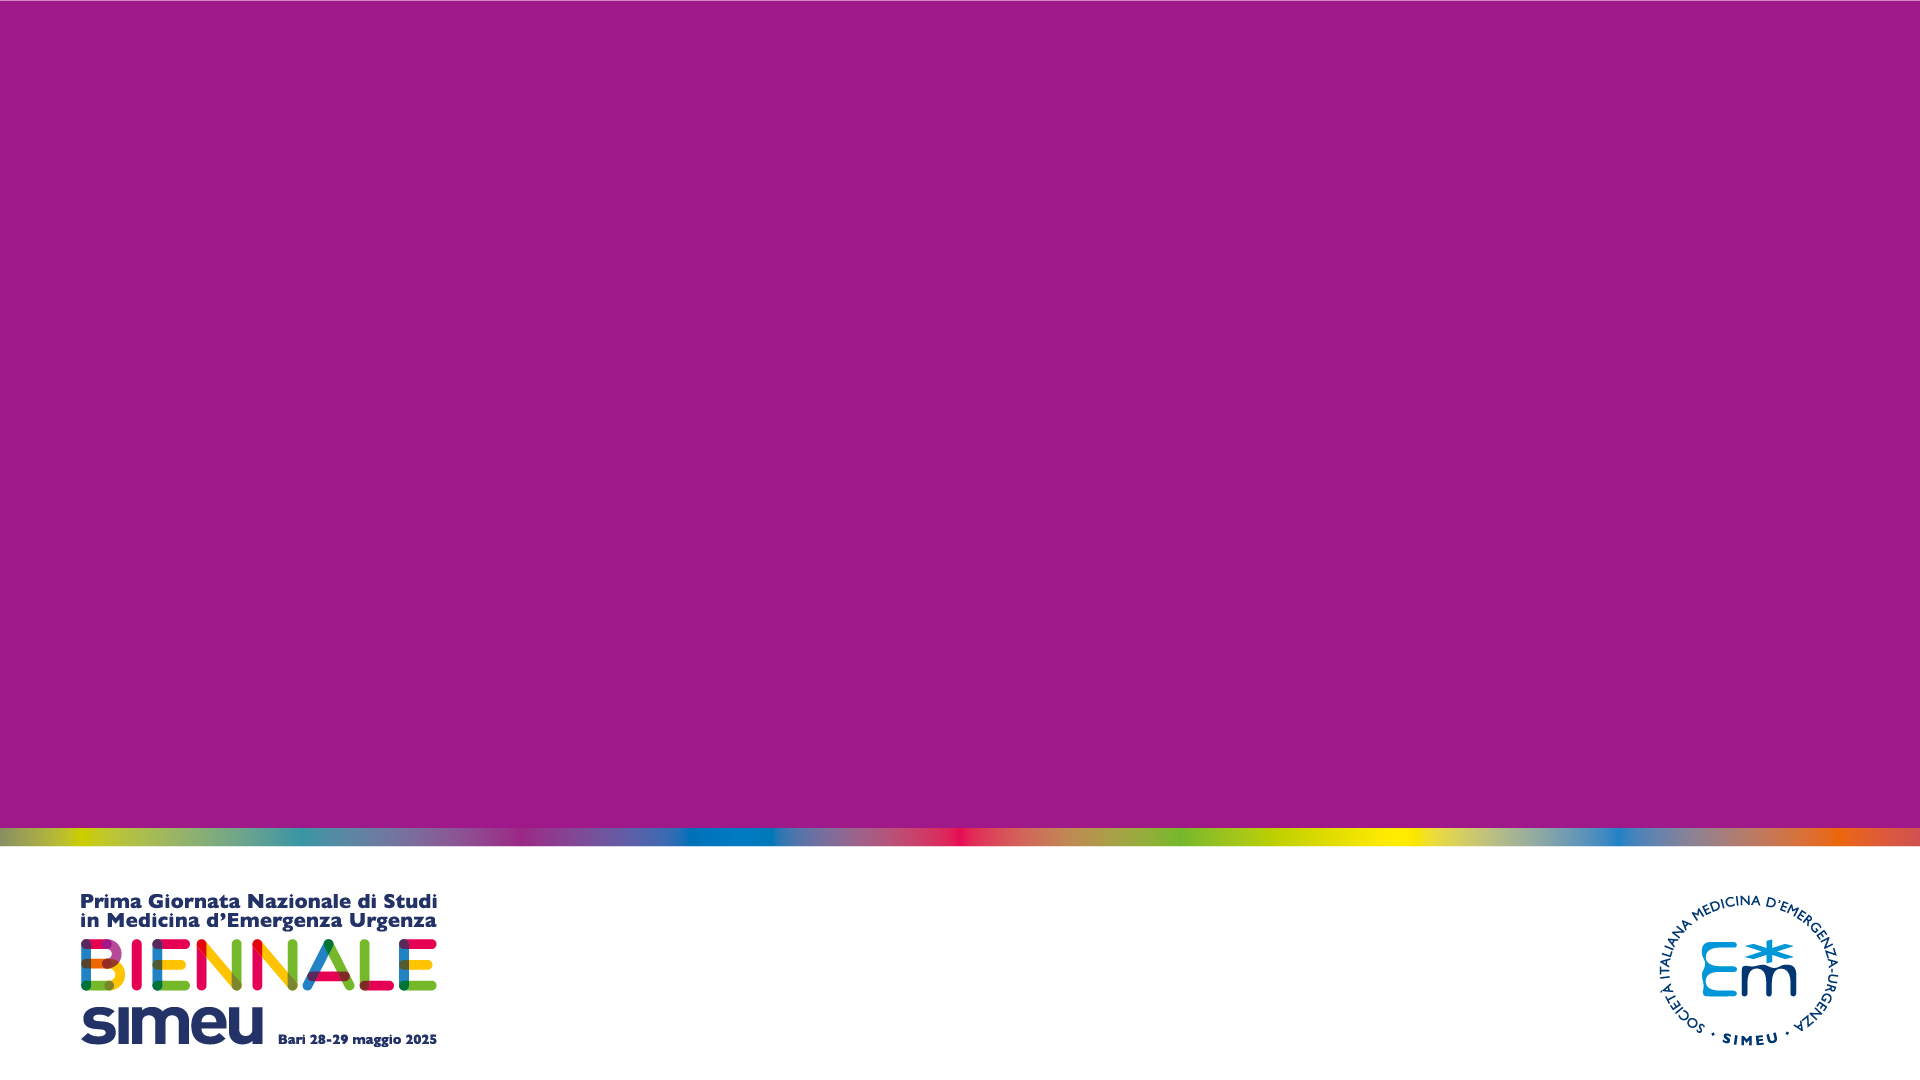 Prima Giornata Nazionale di Studi
in Medicina d’Emergenza Urgenza
BIENNALE
simeu
Bari 28-29 maggio 2025
SOCIETÀ ITALIANA MEDICINA D’EMERGENZA-URGENZA
• SIMEU •
Em